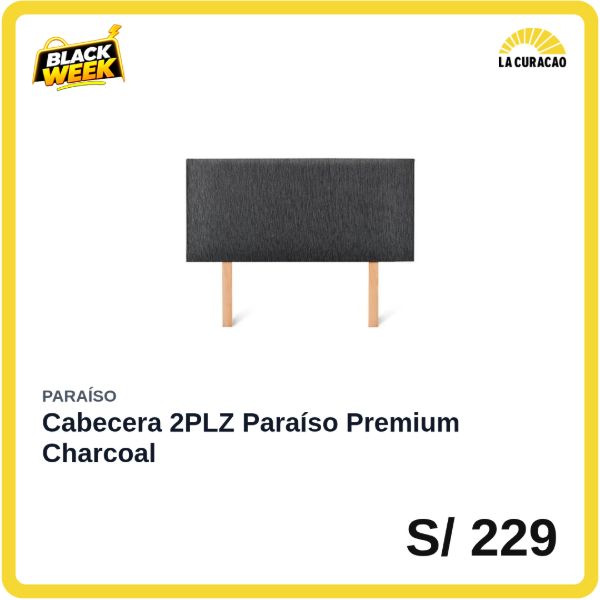 BLACK
WEEK
LA CURACAO
PARAÍSO
Cabecera 2PLZ Paraíso Premium
Charcoal
S/ 229